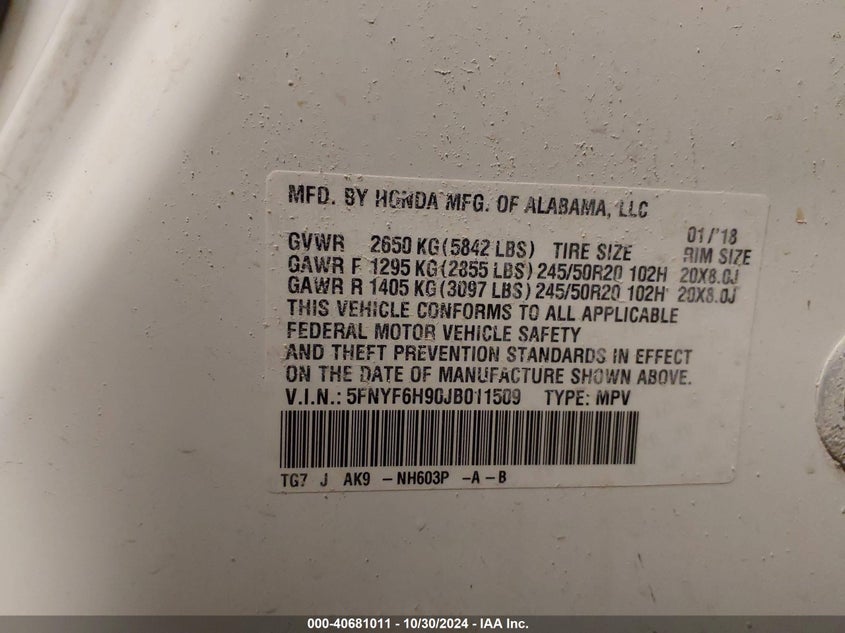 MFD. BY HONDA MFG. OF ALABAMA, LLC
01/'18
GVWR 2650 KG (5842 LBS) TIRE SIZE RIM SIZE
GAWR F 1295 KG (2855 LBS) 245/50R20 102H 20X8.0J
GAWR R 1405 KG (3097 LBS) 245/50R20 102H 20X8.0J
THIS VEHICLE CONFORMS TO ALL APPLICABLE
FEDERAL MOTOR VEHICLE SAFETY
AND THEFT PREVENTION STANDARDS IN EFFECT
ON THE DATE OF MANUFACTURE SHOWN ABOVE.
V.I.N.: 5FNYF6H90JB011509 TYPE: MPV
TG7 J AK9 - NH603P - A - B
000-40681011 - 10/30/2024 - IAA Inc.